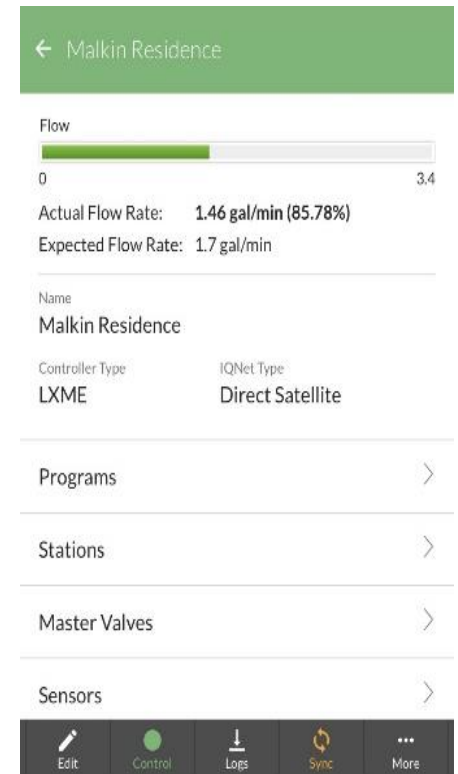 Malkin Residence
Flow
0 3.4
Actual Flow Rate: 1.46 gal/min (85.78%)
Expected Flow Rate: 1.7 gal/min
Name
Malkin Residence
Controller Type IQNet Type
LXME Direct Satellite
Programs
Stations
Master Valves
Sensors
Edit Control Logs Sync More